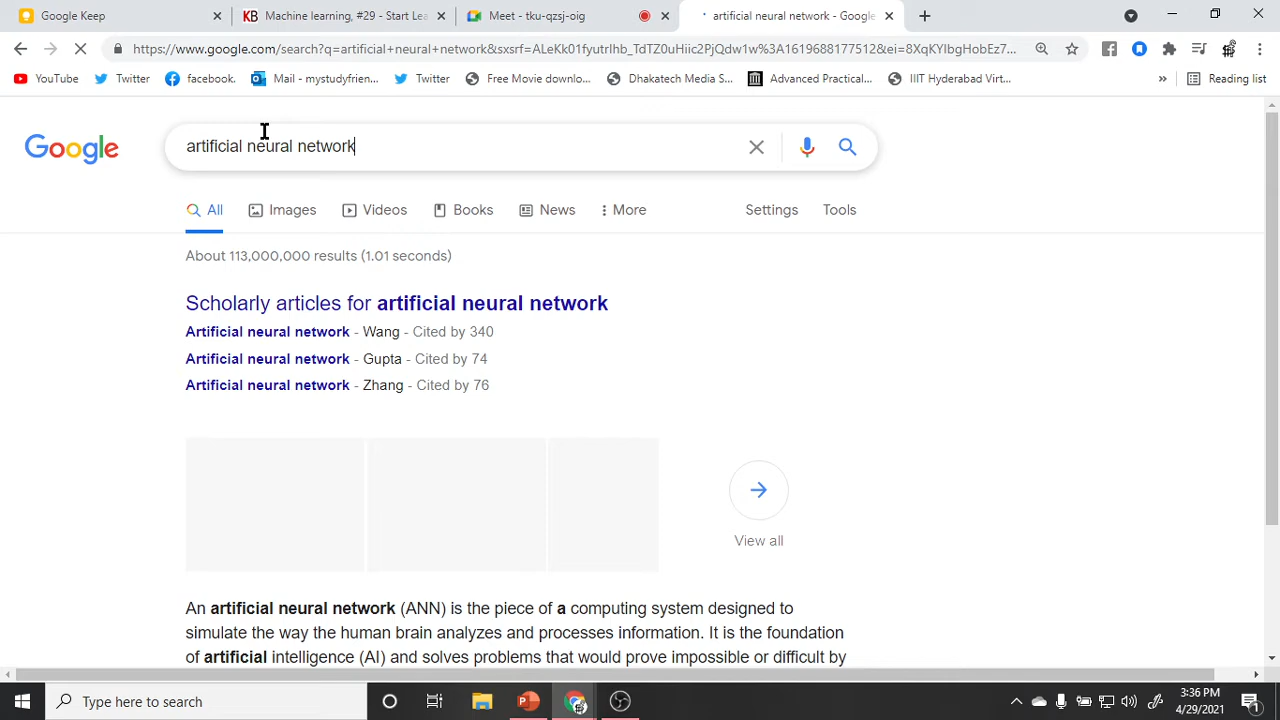 Google Keep
Machine learning, #29 - Start Lea
Meet - tku-qzsj-oig
artificial neural network - Google
https://www.google.com/search?q=artificial+neural+network&sxsrf=ALeKk01fyutrIhb_TdTZ0uHiic2PjQdw1w%3A1619688177512&ei=8XqKYIbgHobEz7...
YouTube
Twitter
facebook.
Mail - mystudyfrien...
Twitter
Free Movie downlo...
Dhakatech Media S...
Advanced Practical...
IIIT Hyderabad Virt...
»
Reading list
Google
artificial neural network
All
Images
Videos
Books
News
More
Settings
Tools
About 113,000,000 results (1.01 seconds)
Scholarly articles for artificial neural network
Artificial neural network - Wang - Cited by 340
Artificial neural network - Gupta - Cited by 74
Artificial neural network - Zhang - Cited by 76
View all
An artificial neural network (ANN) is the piece of a computing system designed to
simulate the way the human brain analyzes and processes information. It is the foundation
of artificial intelligence (AI) and solves problems that would prove impossible or difficult by
Type here to search
3:36 PM
4/29/2021